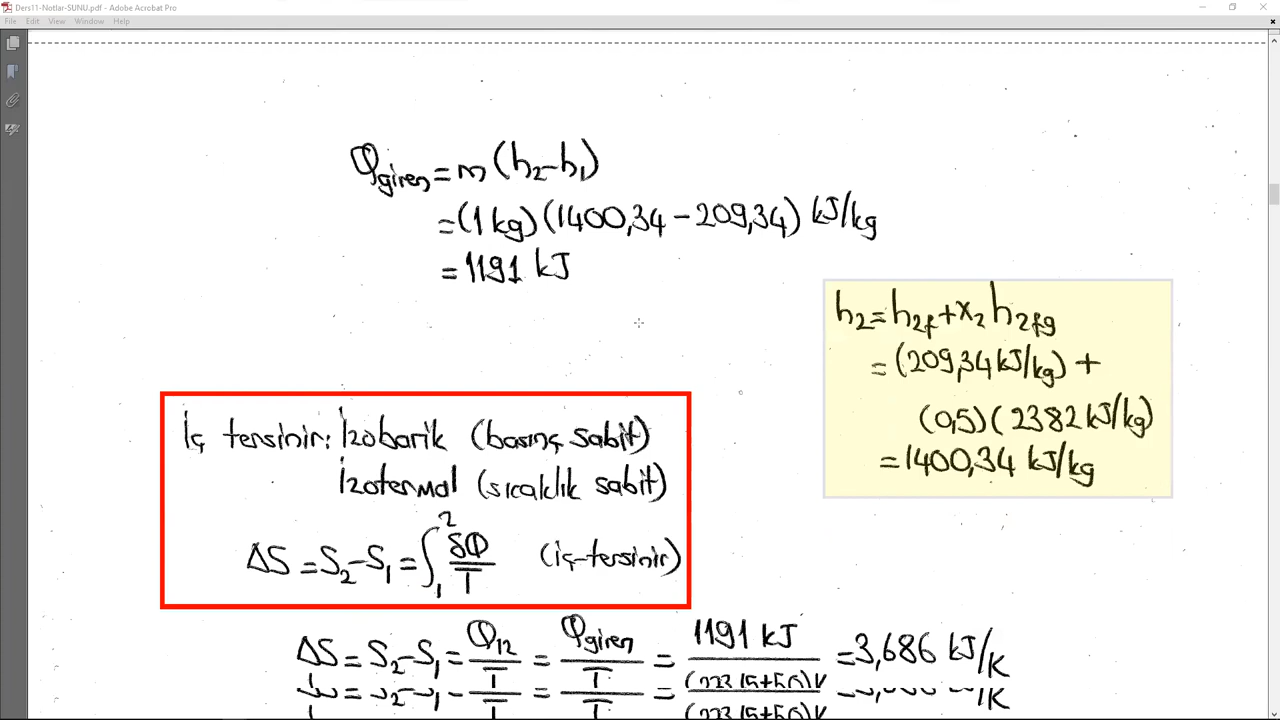 Ders11-Notlar-SUNU.pdf - Adobe Acrobat Pro
File Edit View Window Help
Qgiren = m (h2-h1)
= (1 kg) (1400,34 - 209,34) kJ/kg
= 1191 kJ
h2 = h2f + x2 h2fg
= (209,34 kJ/kg) +
(0,5) (2382 kJ/kg)
= 1400,34 kJ/kg
İç tersinir: İzobarik (basınç sabit)
İzotermal (sıcaklık sabit)
ΔS = S2-S1 = ∫₁² δQ/T (iç-tersinir)
ΔS = S2-S1 = Q12/T = Qgiren/T = 1191 kJ = 3,686 kJ/K